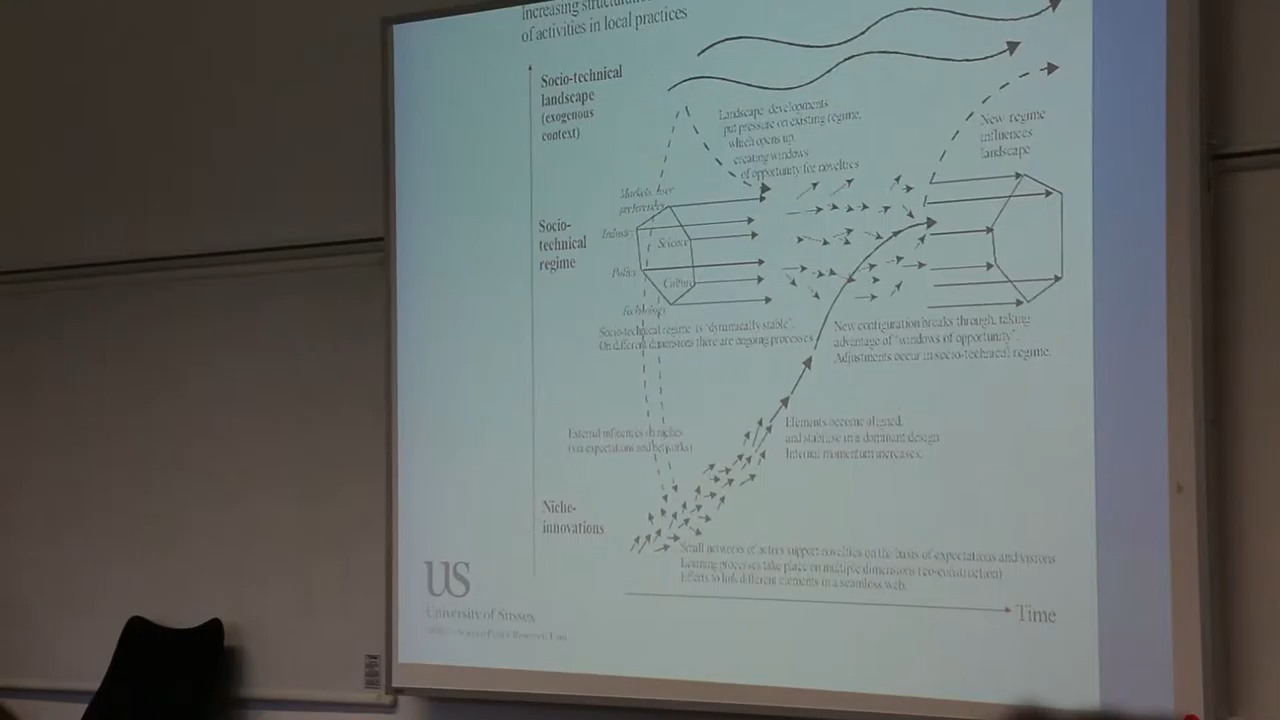 Increasing structuration
of activities in local practices
Socio-technical
landscape
(exogenous
context)
Landscape developments
put pressure on existing regime,
which opens up,
creating windows
of opportunity for novelties
New regime
influences
landscape
Markets, user
preferences
Industry
Science
Policy
Culture
Technology
Socio-
technical
regime
Socio-technical regime is 'dynamically stable'.
On different dimensions there are ongoing processes
New configuration breaks through, taking
advantage of 'windows of opportunity'.
Adjustments occur in socio-technical regime.
Elements become aligned,
and stabilise in a dominant design.
Internal momentum increases.
External influences on niches
(via expectations and networks)
Niche-
innovations
Small networks of actors support novelties on the basis of expectations and visions
Learning processes take place on multiple dimensions (co-construction)
Efforts to link different elements in a seamless web.
Time
US
University of Sussex
Science Policy Research Unit